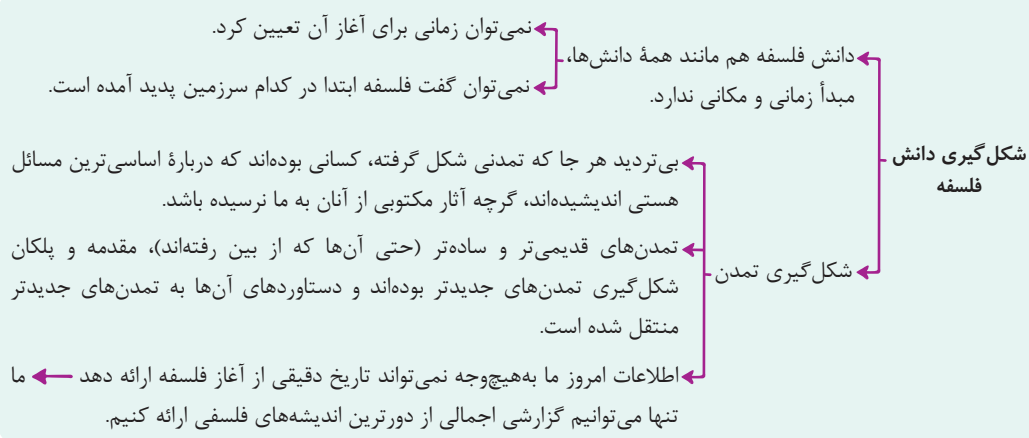 شکل‌گیری دانش
فلسفه
دانش فلسفه هم مانند همهٔ دانش‌ها،
مبدأ زمانی و مکانی ندارد.
نمی‌توان زمانی برای آغاز آن تعیین کرد.
نمی‌توان گفت فلسفه ابتدا در کدام سرزمین پدید آمده است.
شکل‌گیری تمدن
بی‌تردید هر جا که تمدنی شکل گرفته، کسانی بوده‌اند که دربارهٔ اساسی‌ترین مسائل
هستی اندیشیده‌اند، گرچه آثار مکتوبی از آنان به ما نرسیده باشد.
تمدن‌های قدیمی‌تر و ساده‌تر (حتی آن‌ها که از بین رفته‌اند)، مقدمه و پلکان
شکل‌گیری تمدن‌های جدیدتر بوده‌اند و دستاوردهای آن‌ها به تمدن‌های جدیدتر
منتقل شده است.
اطلاعات امروز ما به‌هیچ‌وجه نمی‌تواند تاریخ دقیقی از آغاز فلسفه ارائه دهد ← ما
تنها می‌توانیم گزارشی اجمالی از دورترین اندیشه‌های فلسفی ارائه کنیم.